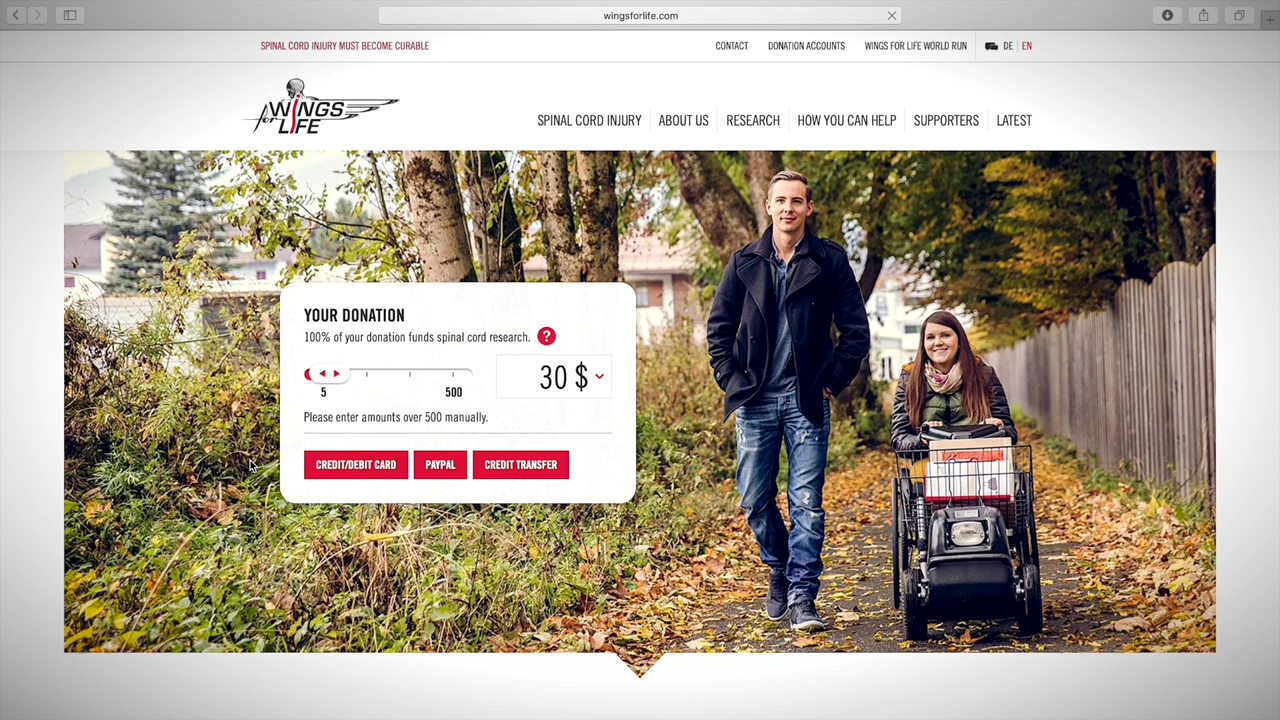 wingsforlife.com
SPINAL CORD INJURY MUST BECOME CURABLE
CONTACT DONATION ACCOUNTS WINGS FOR LIFE WORLD RUN DE EN
WINGS
for LIFE
SPINAL CORD INJURY ABOUT US RESEARCH HOW YOU CAN HELP SUPPORTERS LATEST
YOUR DONATION
100% of your donation funds spinal cord research. ?
30 $
5 500
Please enter amounts over 500 manually.
CREDIT/DEBIT CARD PAYPAL CREDIT TRANSFER